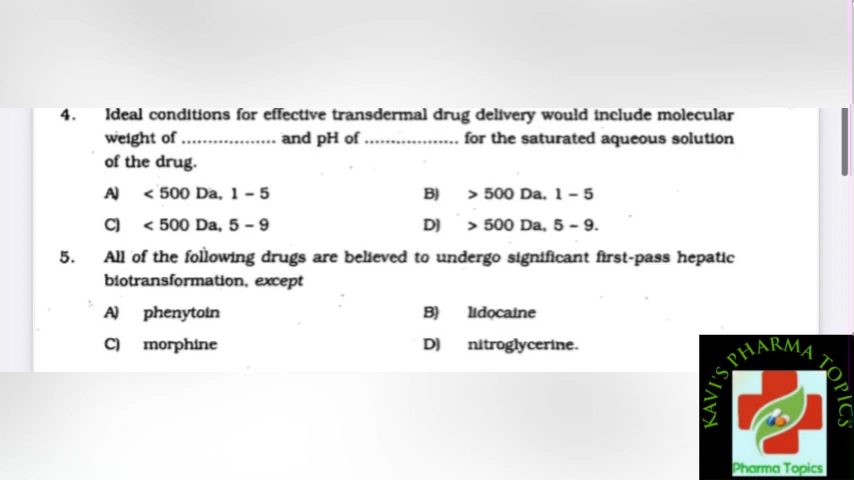 4. Ideal conditions for effective transdermal drug delivery would include molecular
weight of .................. and pH of .................. for the saturated aqueous solution
of the drug.
A) < 500 Da, 1 – 5 B) > 500 Da, 1 – 5
C) < 500 Da, 5 – 9 D) > 500 Da, 5 – 9.
5. All of the following drugs are believed to undergo significant first-pass hepatic
biotransformation, except
A) phenytoin B) lidocaine
C) morphine D) nitroglycerine.
KAVI'S PHARMA TOPICS
Pharma Topics